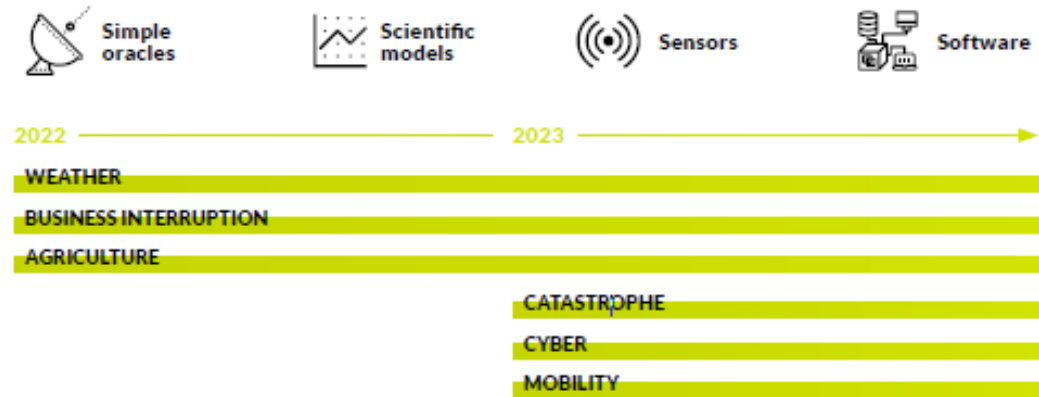 Simple
oracles
Scientific
models
Sensors
Software
2022
2023
WEATHER
BUSINESS INTERRUPTION
AGRICULTURE
CATASTROPHE
CYBER
MOBILITY